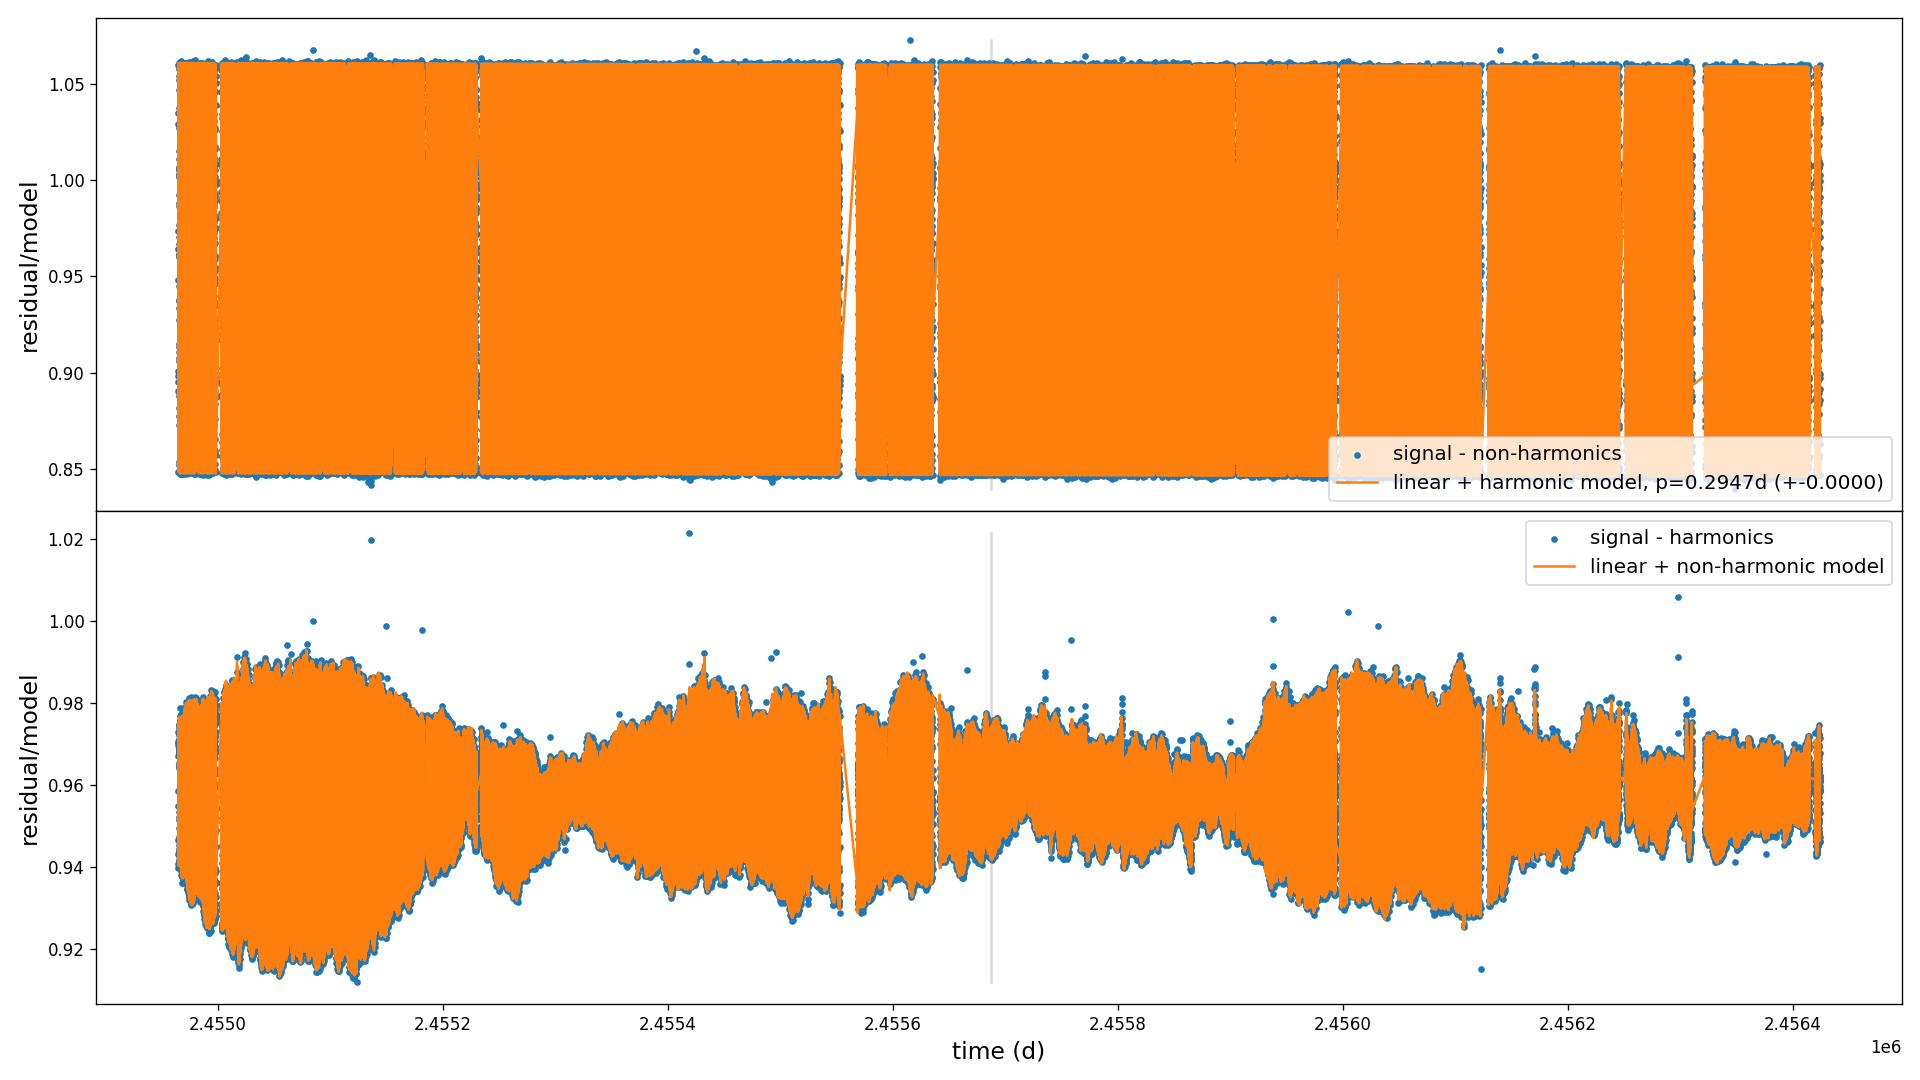 residual/model
1.05
1.00
0.95
0.90
0.85
signal - non-harmonics
linear + harmonic model, p=0.2947d (+-0.0000)
residual/model
1.02
1.00
0.98
0.96
0.94
0.92
signal - harmonics
linear + non-harmonic model
2.4550 2.4552 2.4554 2.4556 2.4558 2.4560 2.4562 2.4564
1e6
time (d)